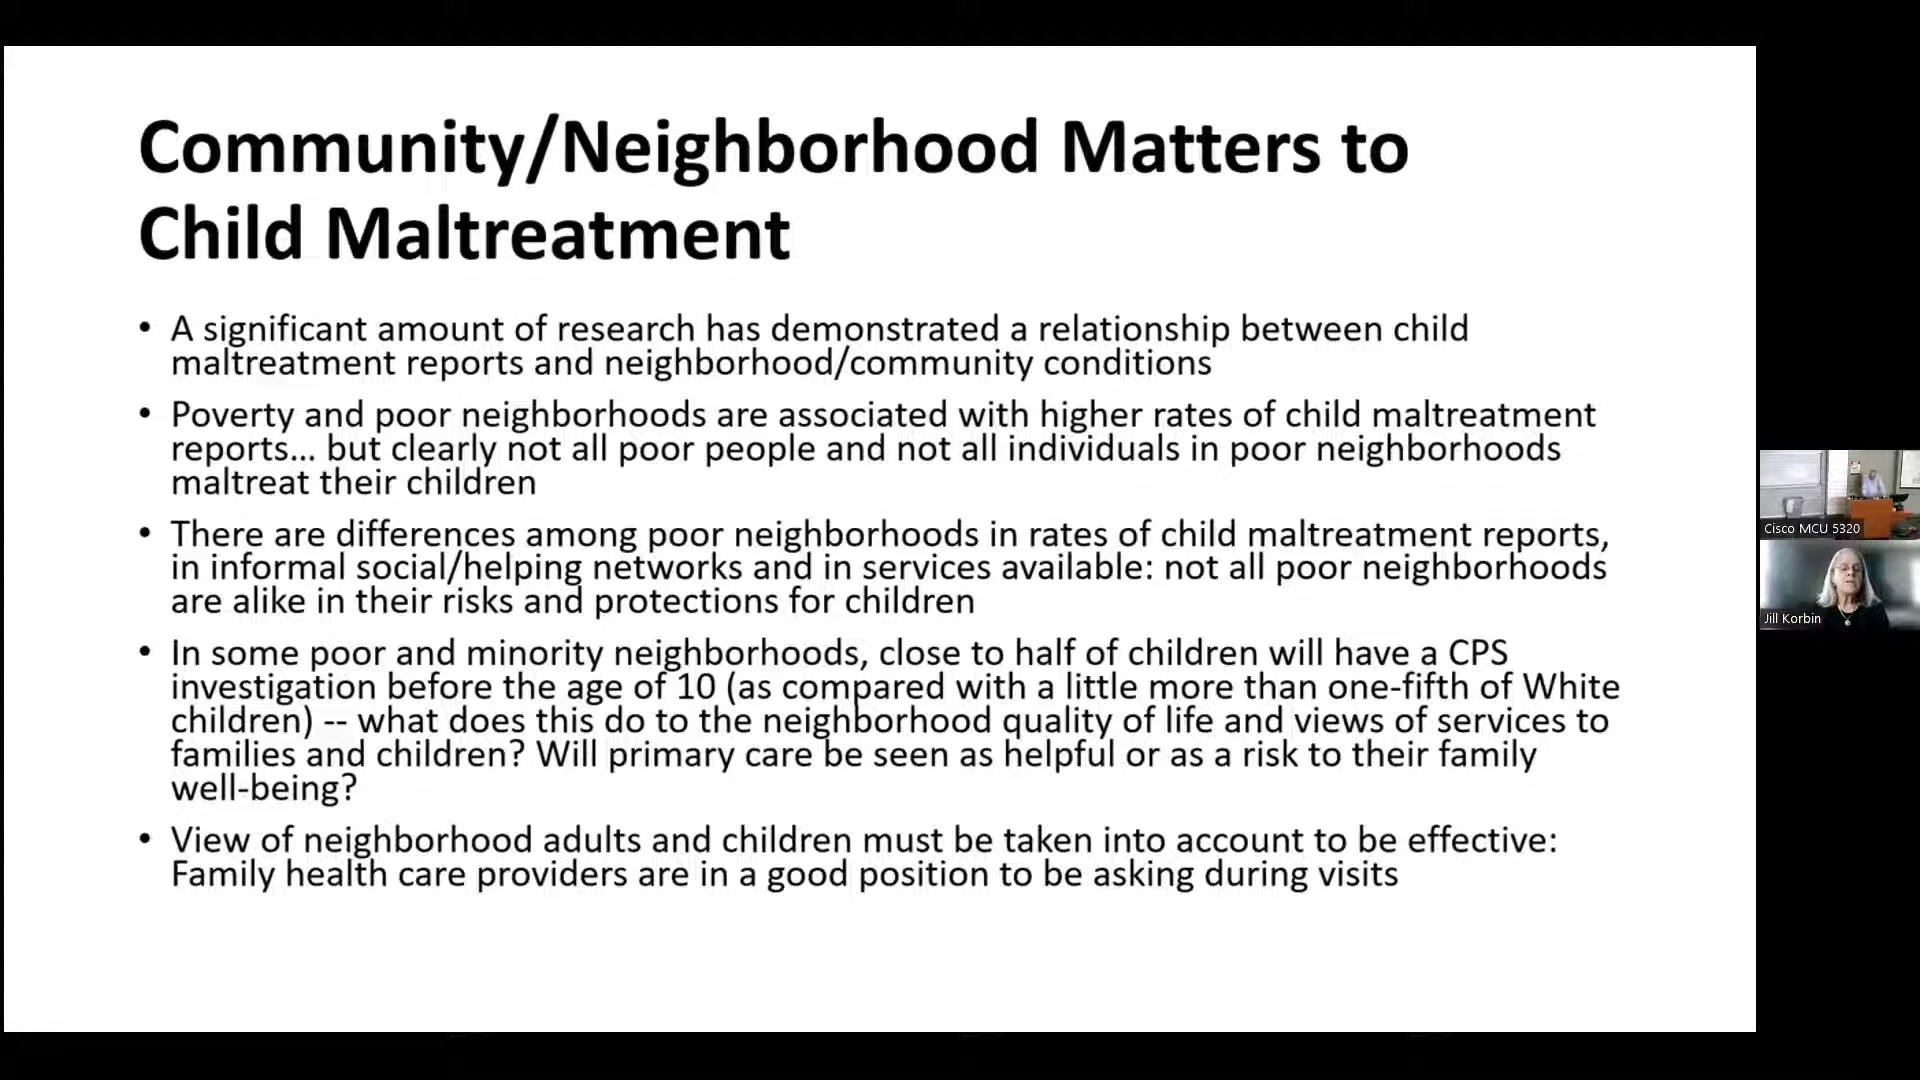 Community/Neighborhood Matters to
Child Maltreatment
• A significant amount of research has demonstrated a relationship between child
maltreatment reports and neighborhood/community conditions
• Poverty and poor neighborhoods are associated with higher rates of child maltreatment
reports... but clearly not all poor people and not all individuals in poor neighborhoods
maltreat their children
• There are differences among poor neighborhoods in rates of child maltreatment reports,
in informal social/helping networks and in services available: not all poor neighborhoods
are alike in their risks and protections for children
• In some poor and minority neighborhoods, close to half of children will have a CPS
investigation before the age of 10 (as compared with a little more than one-fifth of White
children) -- what does this do to the neighborhood quality of life and views of services to
families and children? Will primary care be seen as helpful or as a risk to their family
well-being?
• View of neighborhood adults and children must be taken into account to be effective:
Family health care providers are in a good position to be asking during visits
Cisco MCU 5320
Jill Korbin